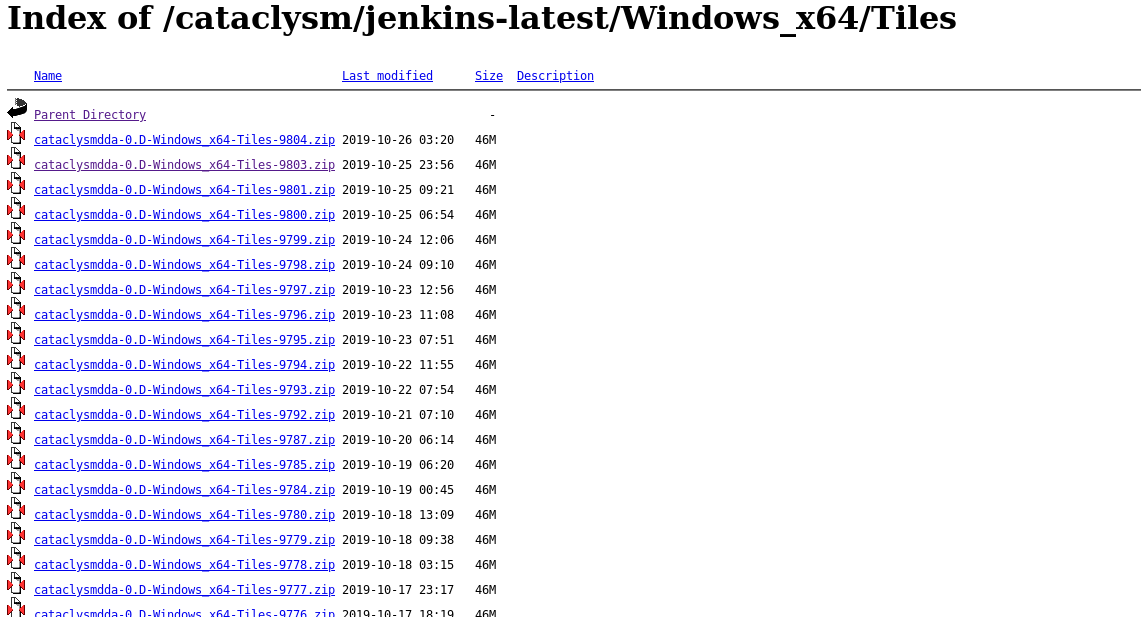 Index of /cataclysm/jenkins-latest/Windows_x64/Tiles
Name Last modified Size Description
Parent Directory -
cataclysmdda-0.D-Windows_x64-Tiles-9804.zip 2019-10-26 03:20 46M
cataclysmdda-0.D-Windows_x64-Tiles-9803.zip 2019-10-25 23:56 46M
cataclysmdda-0.D-Windows_x64-Tiles-9801.zip 2019-10-25 09:21 46M
cataclysmdda-0.D-Windows_x64-Tiles-9800.zip 2019-10-25 06:54 46M
cataclysmdda-0.D-Windows_x64-Tiles-9799.zip 2019-10-24 12:06 46M
cataclysmdda-0.D-Windows_x64-Tiles-9798.zip 2019-10-24 09:10 46M
cataclysmdda-0.D-Windows_x64-Tiles-9797.zip 2019-10-23 12:56 46M
cataclysmdda-0.D-Windows_x64-Tiles-9796.zip 2019-10-23 11:08 46M
cataclysmdda-0.D-Windows_x64-Tiles-9795.zip 2019-10-23 07:51 46M
cataclysmdda-0.D-Windows_x64-Tiles-9794.zip 2019-10-22 11:55 46M
cataclysmdda-0.D-Windows_x64-Tiles-9793.zip 2019-10-22 07:54 46M
cataclysmdda-0.D-Windows_x64-Tiles-9792.zip 2019-10-21 07:10 46M
cataclysmdda-0.D-Windows_x64-Tiles-9787.zip 2019-10-20 06:14 46M
cataclysmdda-0.D-Windows_x64-Tiles-9785.zip 2019-10-19 06:20 46M
cataclysmdda-0.D-Windows_x64-Tiles-9784.zip 2019-10-19 00:45 46M
cataclysmdda-0.D-Windows_x64-Tiles-9780.zip 2019-10-18 13:09 46M
cataclysmdda-0.D-Windows_x64-Tiles-9779.zip 2019-10-18 09:38 46M
cataclysmdda-0.D-Windows_x64-Tiles-9778.zip 2019-10-18 03:15 46M
cataclysmdda-0.D-Windows_x64-Tiles-9777.zip 2019-10-17 23:17 46M
cataclysmdda-0.D-Windows_x64-Tiles-9776.zip 2019-10-17 18:19 46M